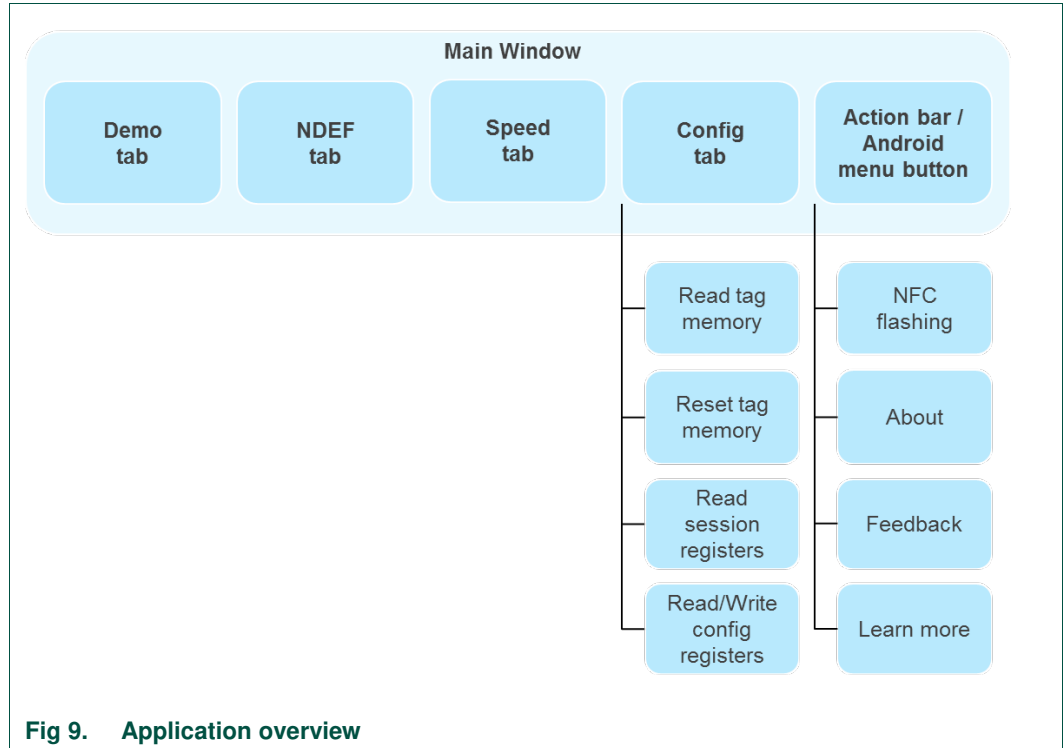 Main Window
Demo
tab
NDEF
tab
Speed
tab
Config
tab
Action bar /
Android
menu button
Read tag
memory
Reset tag
memory
Read
session
registers
Read/Write
config
registers
NFC
flashing
About
Feedback
Learn more
Fig 9. Application overview